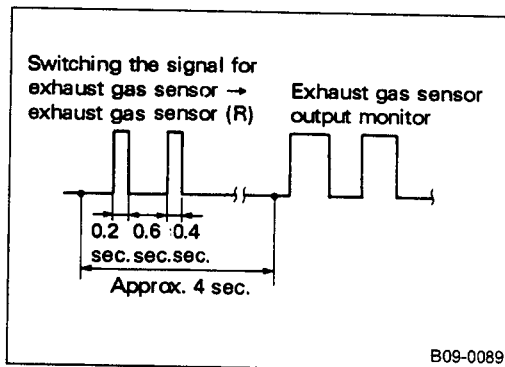 Switching the signal for
exhaust gas sensor →
exhaust gas sensor (R)
Exhaust gas sensor
output monitor
0.2 0.6 0.4
sec. sec. sec.
Approx. 4 sec.
B09-0089